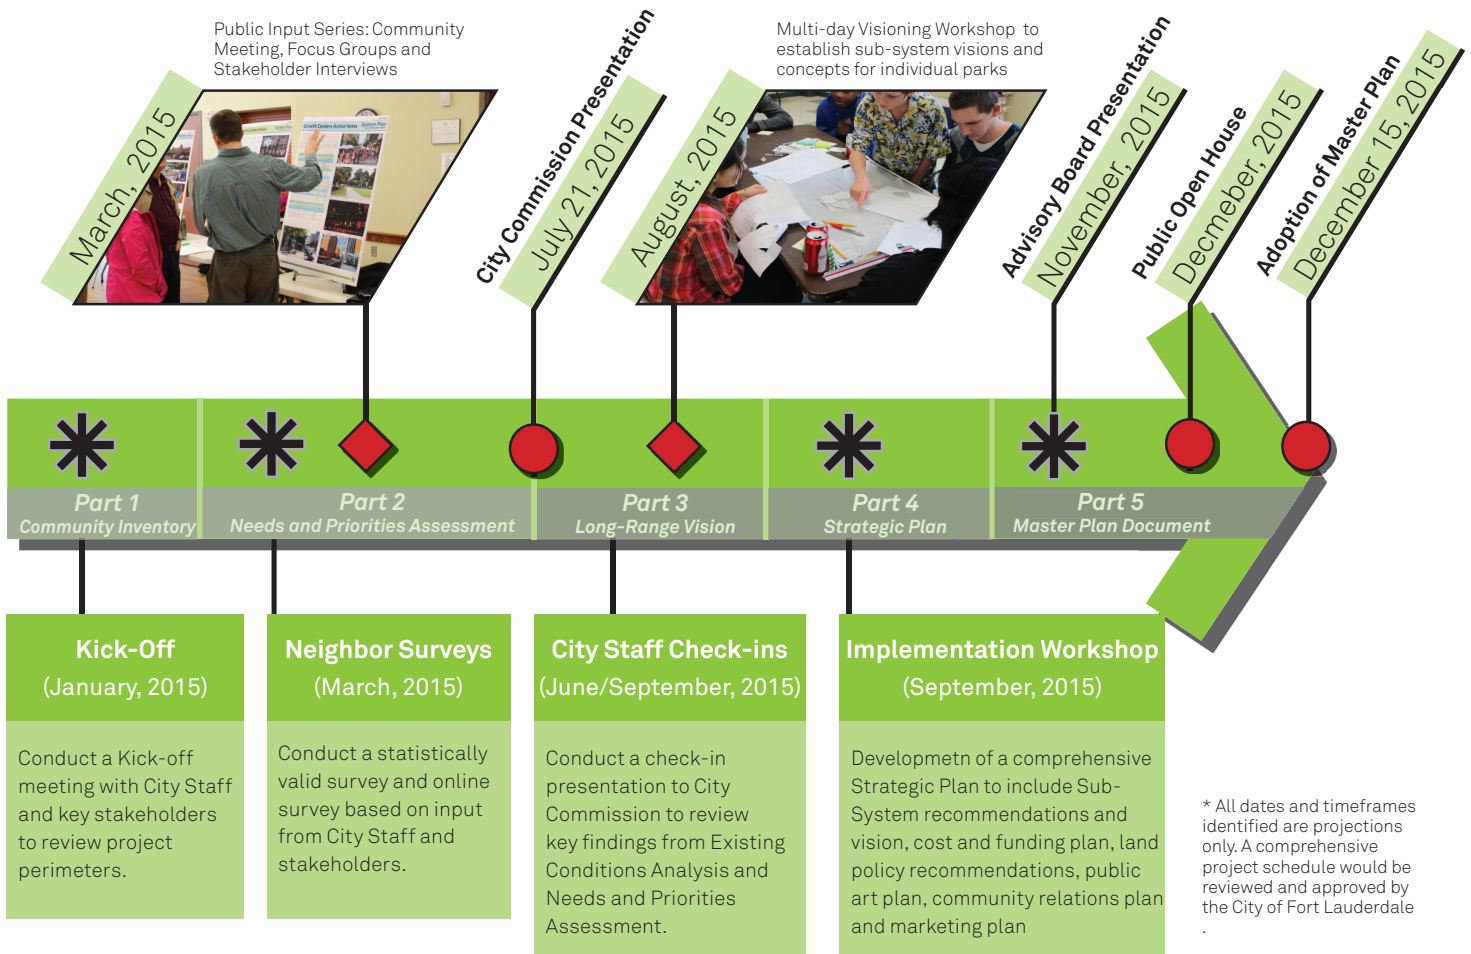 Public Input Series: Community
Meeting, Focus Groups and
Stakeholder Interviews
March, 2015
City Commission Presentation
July 21, 2015
Multi-day Visioning Workshop to
establish sub-system visions and
concepts for individual parks
August, 2015
Advisory Board Presentation
November, 2015
Public Open House
Decmeber, 2015
Adoption of Master Plan
December 15, 2015
Part 1
Community Inventory
Part 2
Needs and Priorities Assessment
Part 3
Long-Range Vision
Part 4
Strategic Plan
Part 5
Master Plan Document
Kick-Off
(January, 2015)
Conduct a Kick-off
meeting with City Staff
and key stakeholders
to review project
perimeters.
Neighbor Surveys
(March, 2015)
Conduct a statistically
valid survey and online
survey based on input
from City Staff and
stakeholders.
City Staff Check-ins
(June/September, 2015)
Conduct a check-in
presentation to City
Commission to review
key findings from Existing
Conditions Analysis and
Needs and Priorities
Assessment.
Implementation Workshop
(September, 2015)
Developmetn of a comprehensive
Strategic Plan to include Sub-
System recommendations and
vision, cost and funding plan, land
policy recommendations, public
art plan, community relations plan
and marketing plan
* All dates and timeframes
identified are projections
only. A comprehensive
project schedule would be
reviewed and approved by
the City of Fort Lauderdale
.